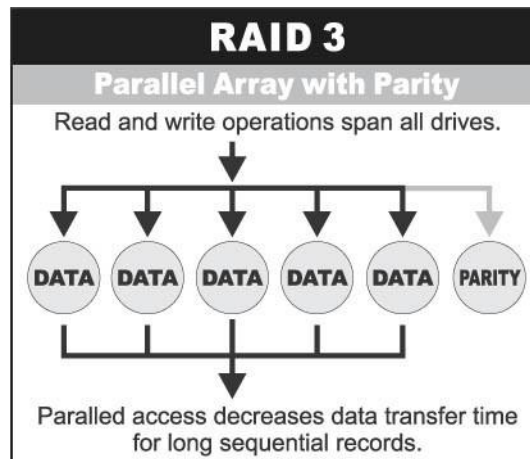 RAID 3
Parallel Array with Parity
Read and write operations span all drives.
DATA DATA DATA DATA DATA PARITY
Paralled access decreases data transfer time
for long sequential records.